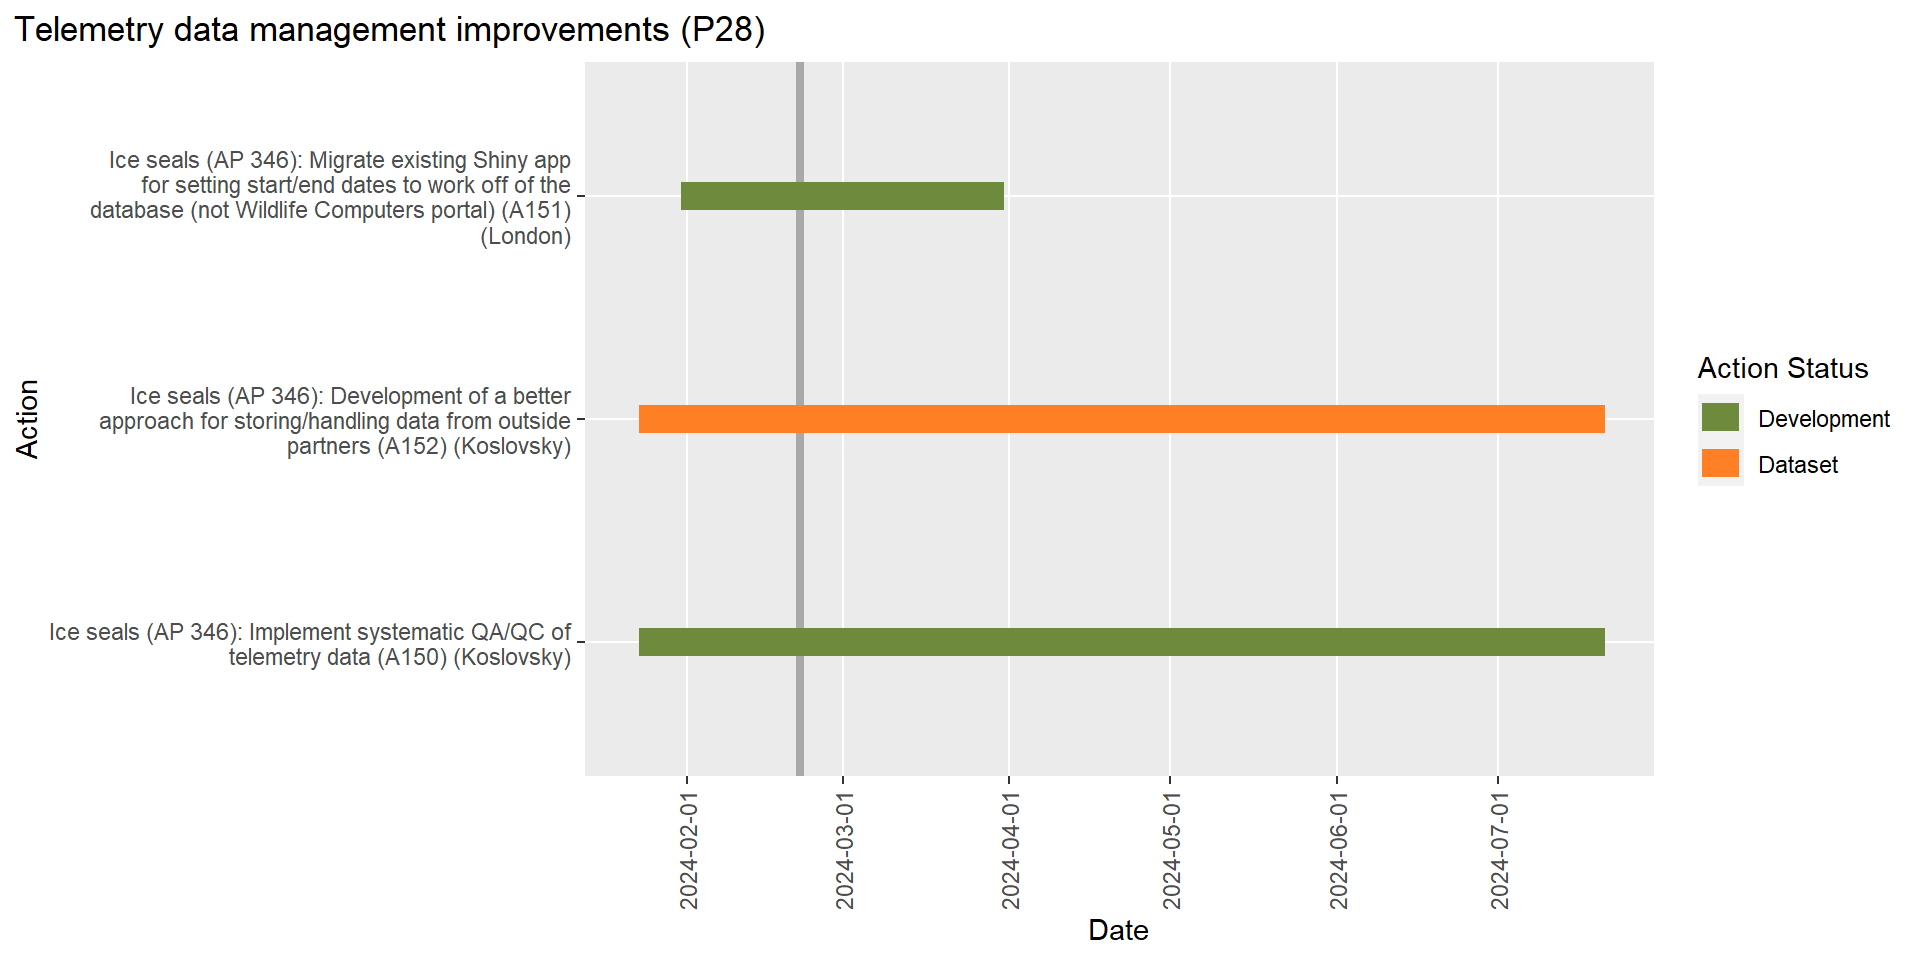 Telemetry data management improvements (P28)
Action
Ice seals (AP 346): Migrate existing Shiny app
for setting start/end dates to work off of the
database (not Wildlife Computers portal) (A151)
(London)
Ice seals (AP 346): Development of a better
approach for storing/handling data from outside
partners (A152) (Koslovsky)
Ice seals (AP 346): Implement systematic QA/QC of
telemetry data (A150) (Koslovsky)
2024-02-01
2024-03-01
2024-04-01
2024-05-01
2024-06-01
2024-07-01
Date
Action Status
Development
Dataset